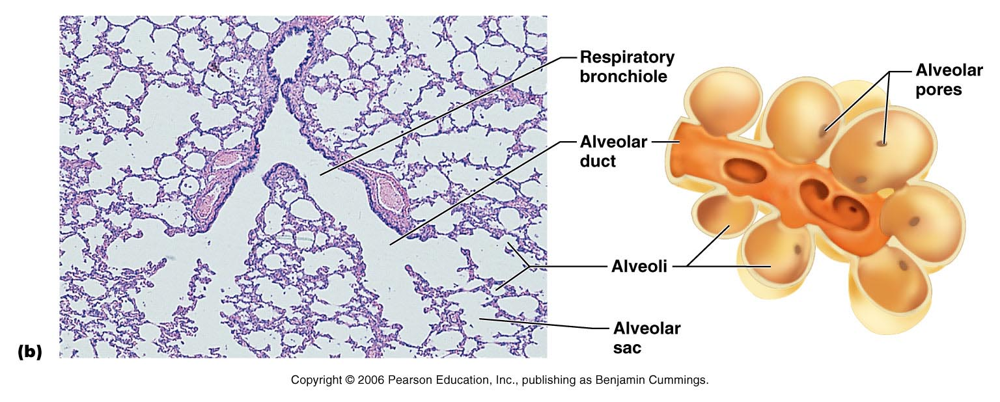 Respiratory
bronchiole
Alveolar
pores
Alveolar
duct
Alveoli
Alveolar
sac
(b)
Copyright © 2006 Pearson Education, Inc., publishing as Benjamin Cummings.